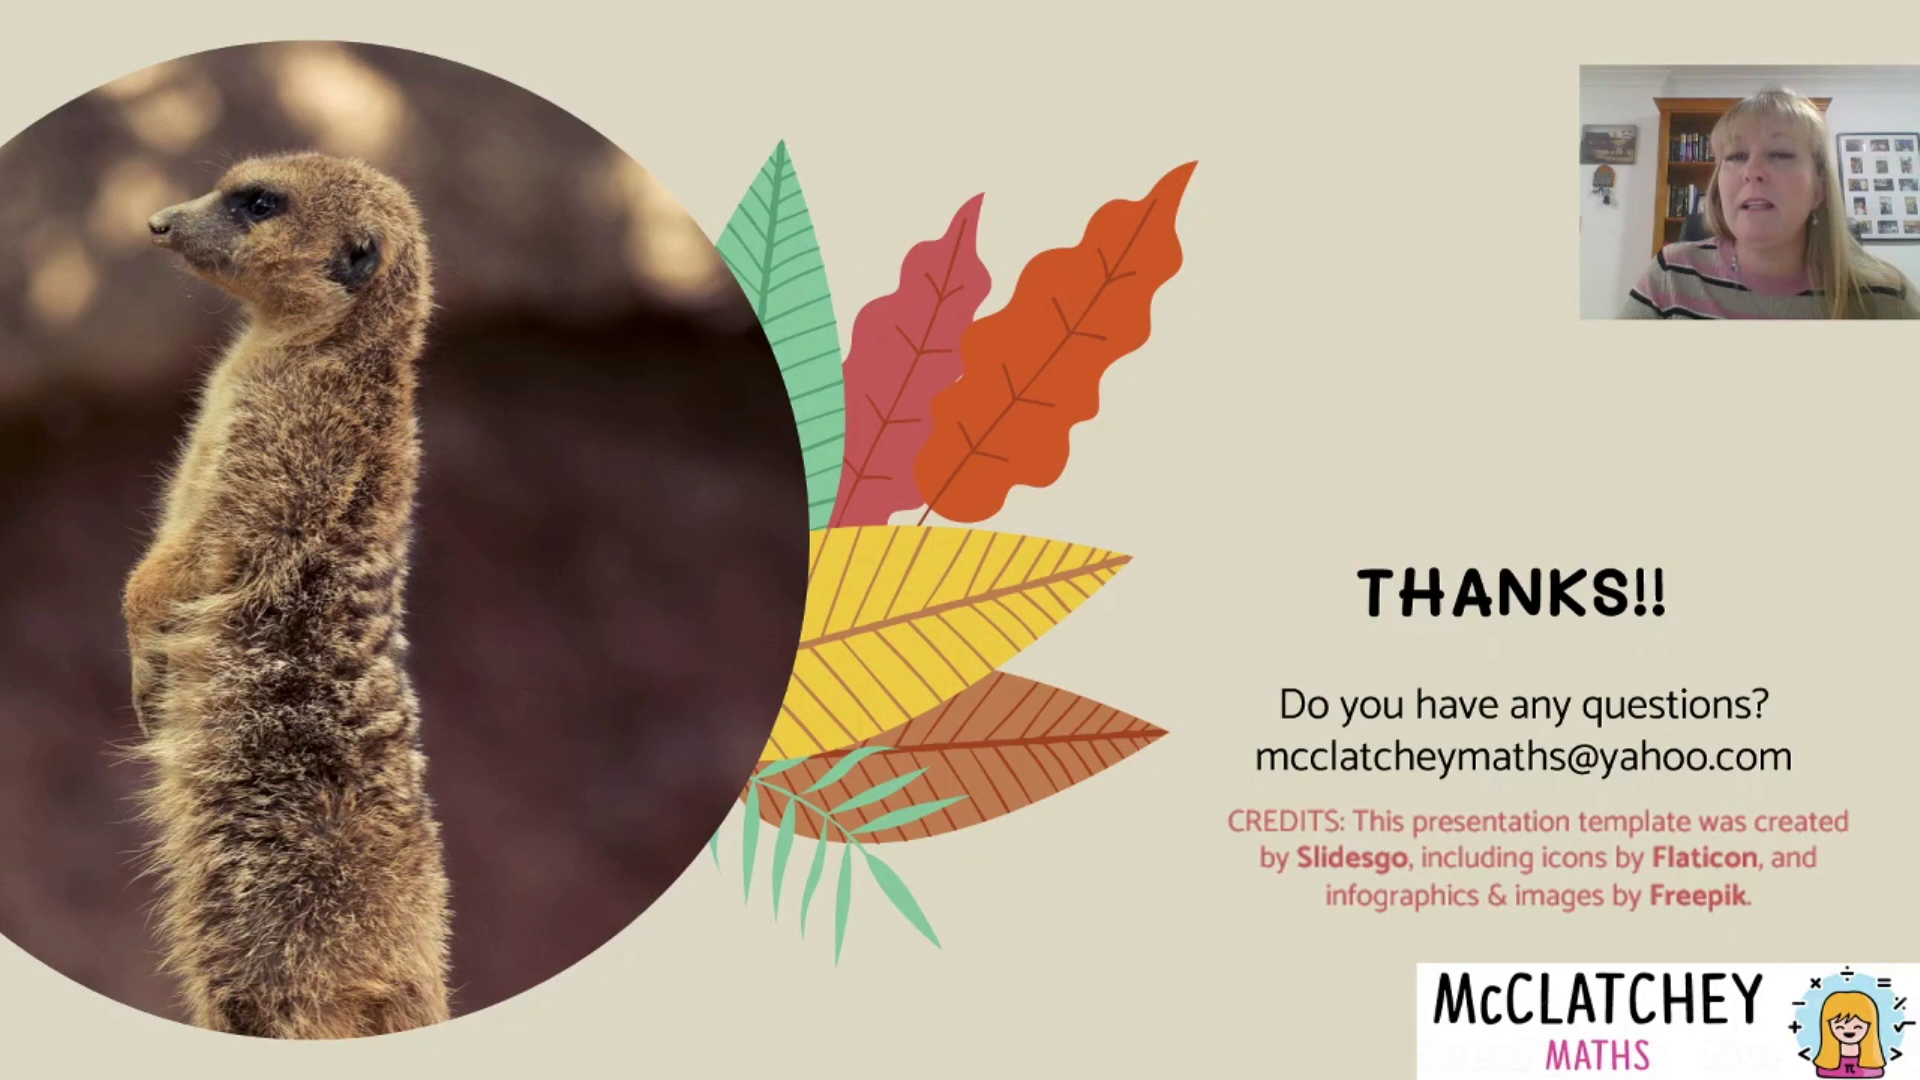 THANKS!!
Do you have any questions?
mcclatcheymaths@yahoo.com
CREDITS: This presentation template was created
by Slidesgo, including icons by Flaticon, and
infographics & images by Freepik.
McCLATCHEY
MATHS